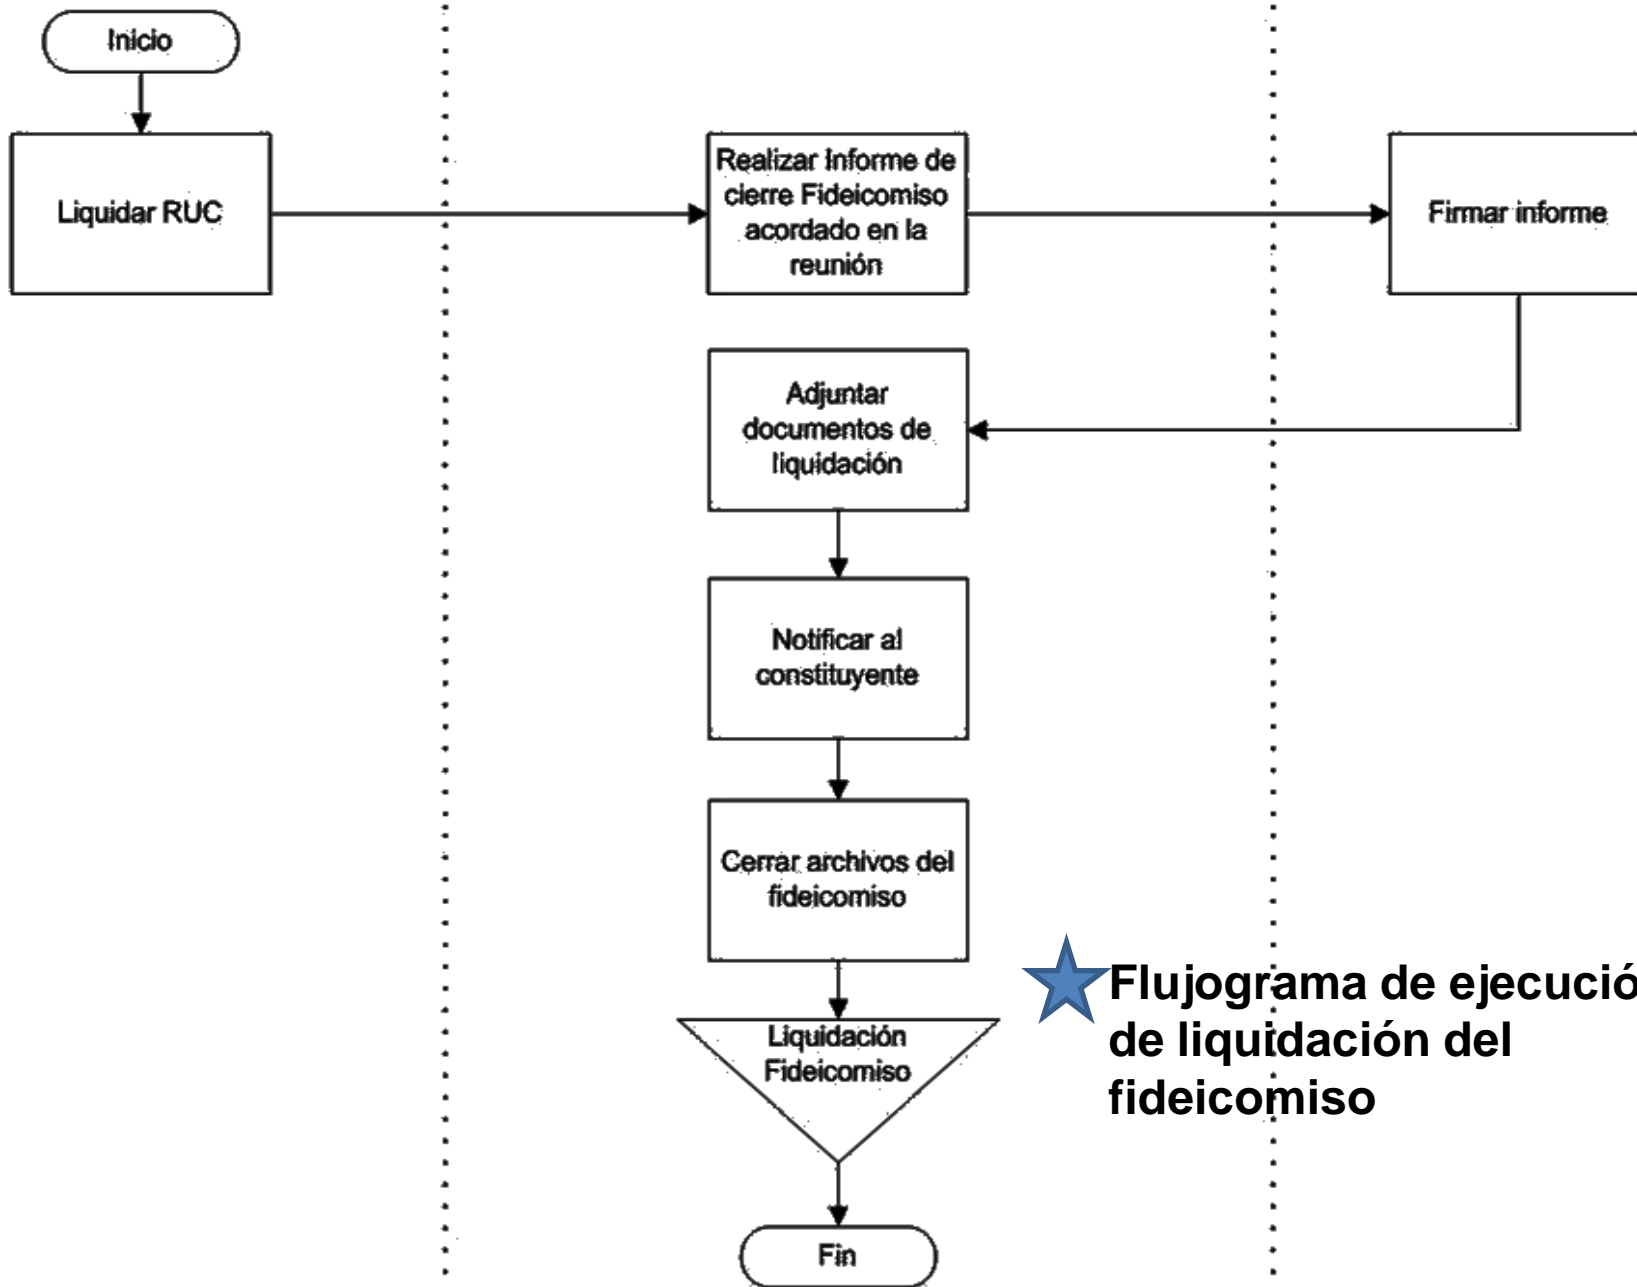 Inicio
Liquidar RUC
Realizar Informe de
cierre Fideicomiso
acordado en la
reunión
Firmar informe
Adjuntar
documentos de
liquidación
Notificar al
constituyente
Cerrar archivos del
fideicomiso
Liquidación
Fideicomiso
Flujograma de ejecució
de liquidación del
fideicomiso
Fin